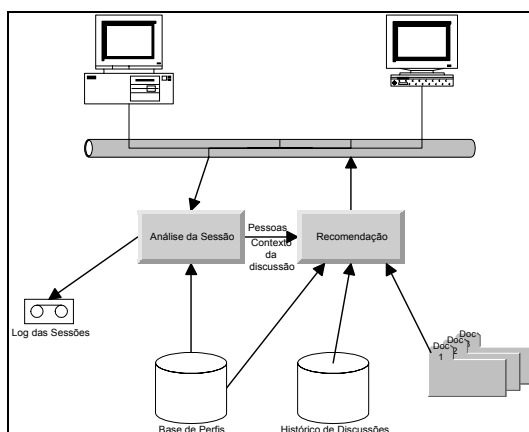 Análise da Sessão
Pessoas
Contexto
da
discussão
Recomendação
Log das Sessões
Doc
3
Doc
2
Doc
1
Base de Perfis
Histórico de Discussões